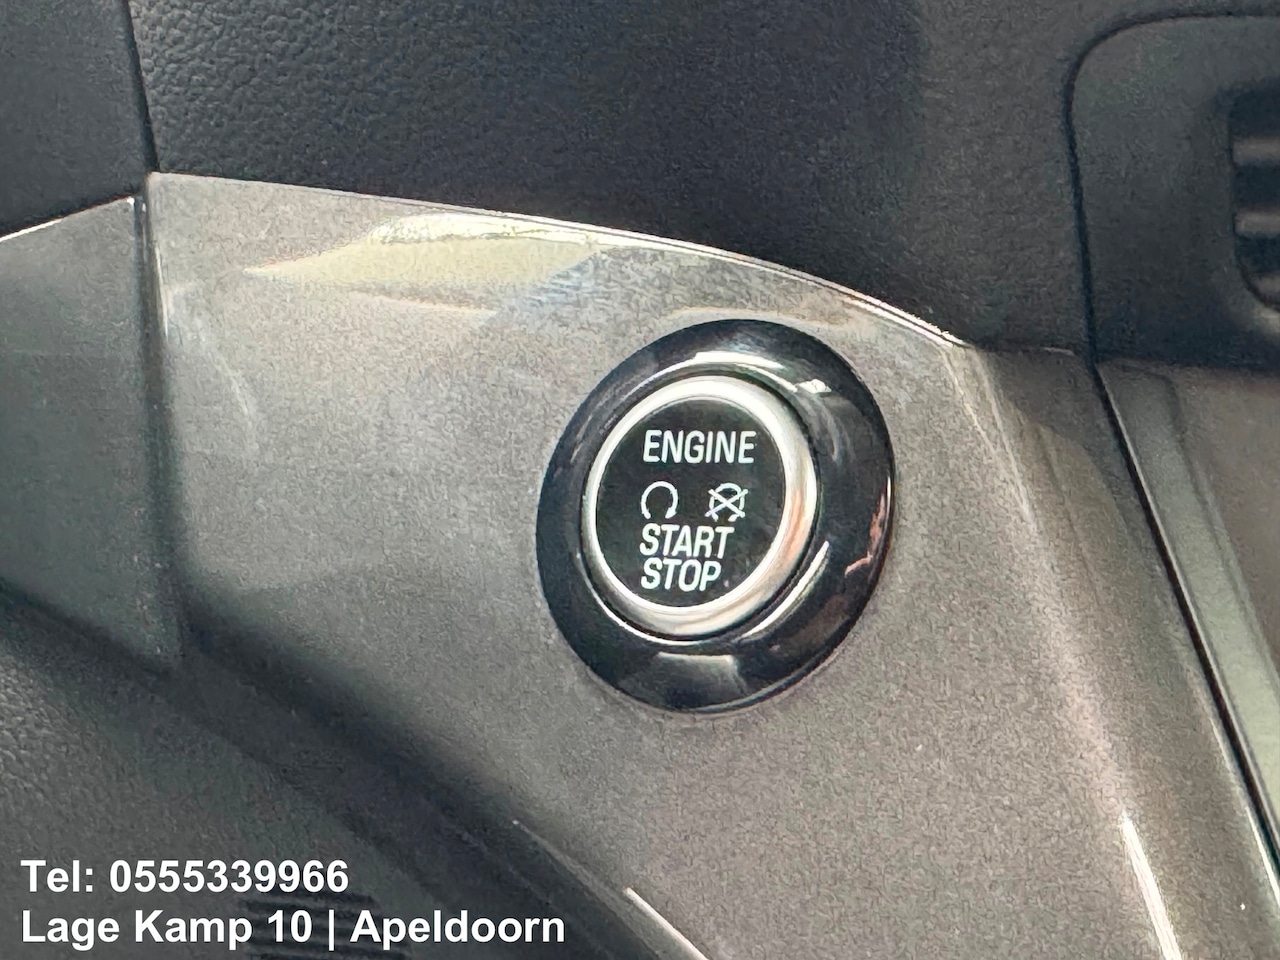 ENGINE
START
STOP
Tel: 0555339966
Lage Kamp 10 | Apeldoorn